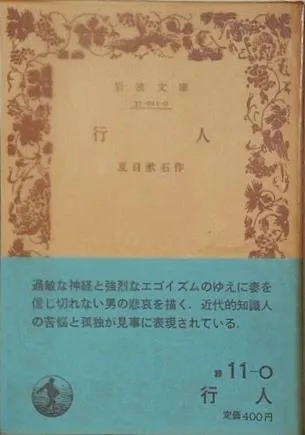 岩波文庫
31-011-0
行人
夏目漱石作
過敏な神経と強烈なエゴイズムのゆえに妻を
信じ切れない男の悲哀を描く．近代的知識人
の苦悩と孤独が見事に表現されている．
緑 11-0
行人
定価400円